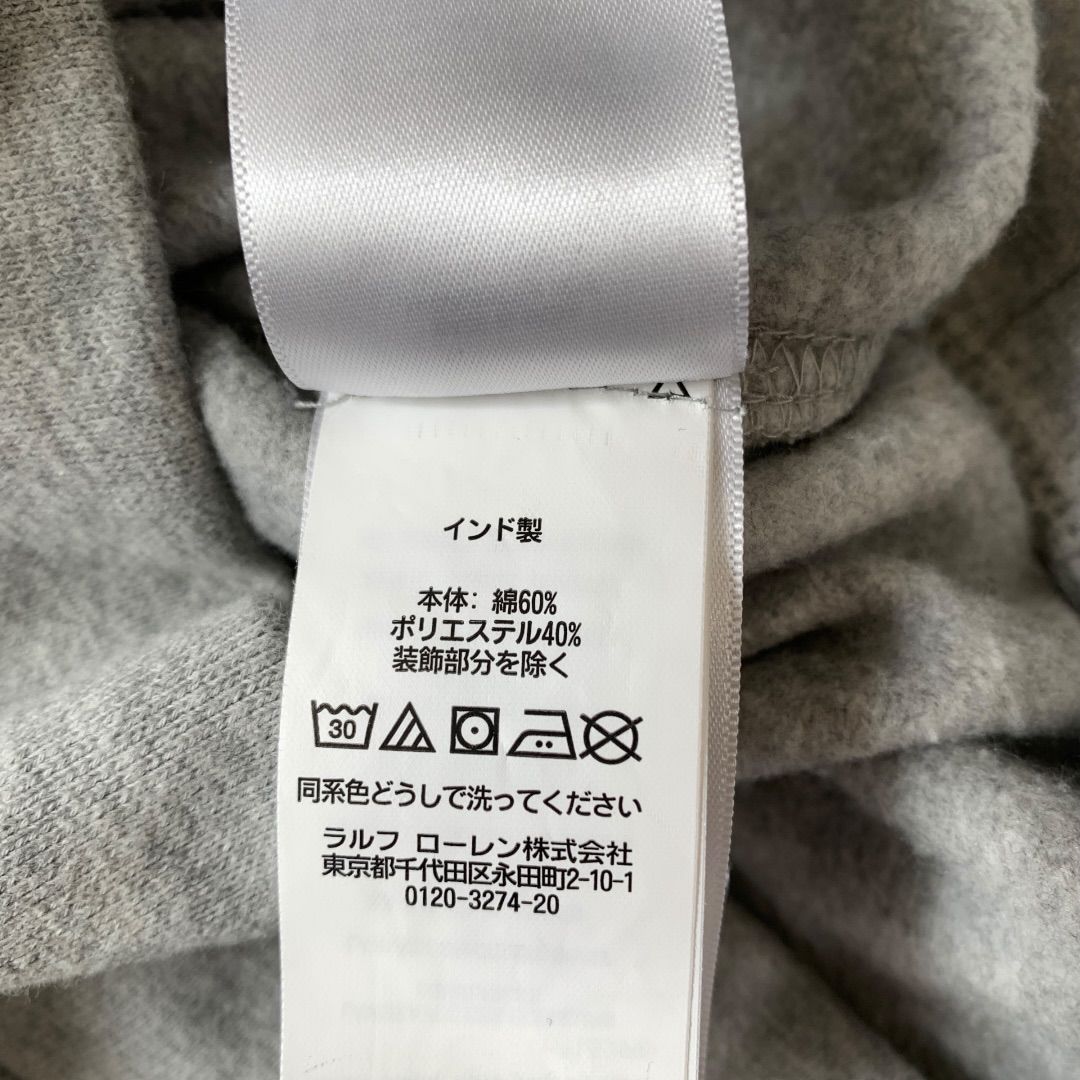 インド製
本体: 綿60%
ポリエステル40%
装飾部分を除く
30
同系色どうしで洗ってください
ラルフ ローレン株式会社
東京都千代田区永田町2-10-1
0120-3274-20